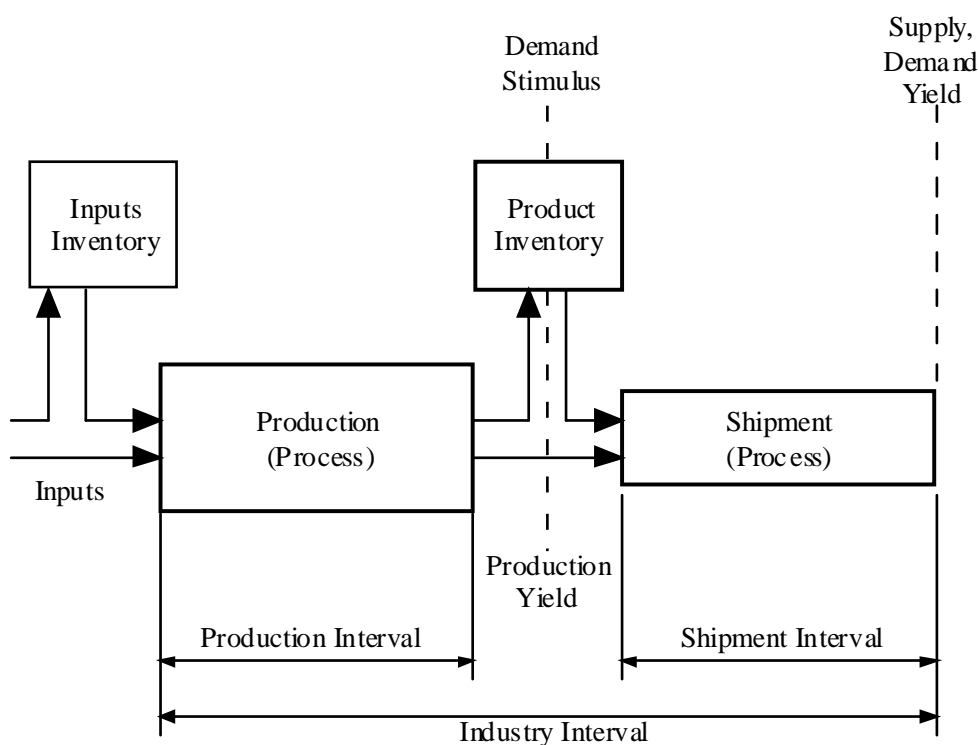 Demand
Stimulus
Supply,
Demand
Yield
Inputs
Inventory
Product
Inventory
Production
(Process)
Shipment
(Process)
Inputs
Production
Yield
Production Interval
Shipment Interval
Industry Interval